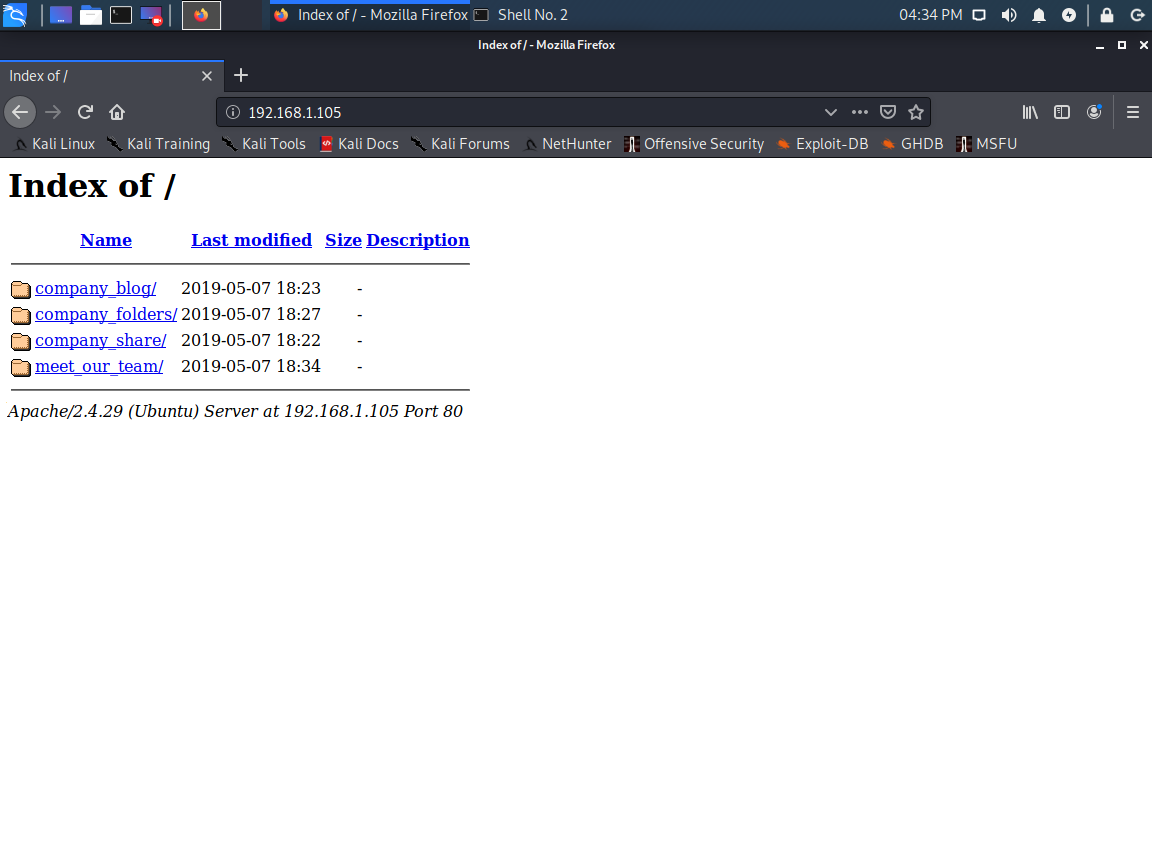 Index of / - Mozilla Firefox Shell No. 2 04:34 PM
Index of / - Mozilla Firefox
Index of /
192.168.1.105
Kali Linux Kali Training Kali Tools Kali Docs Kali Forums NetHunter Offensive Security Exploit-DB GHDB MSFU
Index of /
Name Last modified Size Description
company_blog/ 2019-05-07 18:23 -
company_folders/ 2019-05-07 18:27 -
company_share/ 2019-05-07 18:22 -
meet_our_team/ 2019-05-07 18:34 -
Apache/2.4.29 (Ubuntu) Server at 192.168.1.105 Port 80